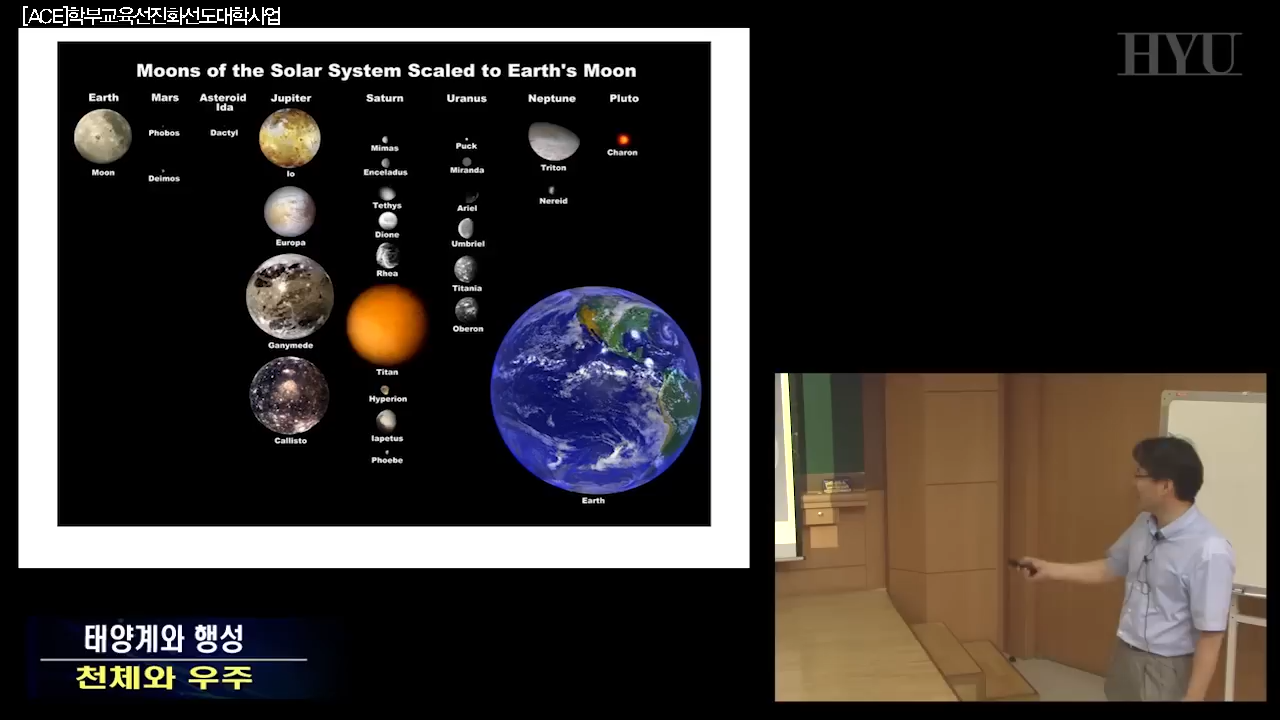 [ACE]학부교육선진화선도대학사업
HYU
Moons of the Solar System Scaled to Earth's Moon
Earth
Mars
Asteroid
Ida
Jupiter
Saturn
Uranus
Neptune
Pluto
Moon
Phobos
Deimos
Dactyl
Io
Europa
Ganymede
Callisto
Mimas
Enceladus
Tethys
Dione
Rhea
Titan
Hyperion
Iapetus
Phoebe
Puck
Miranda
Ariel
Umbriel
Titania
Oberon
Triton
Nereid
Charon
Earth
태양계와 행성
천체와 우주